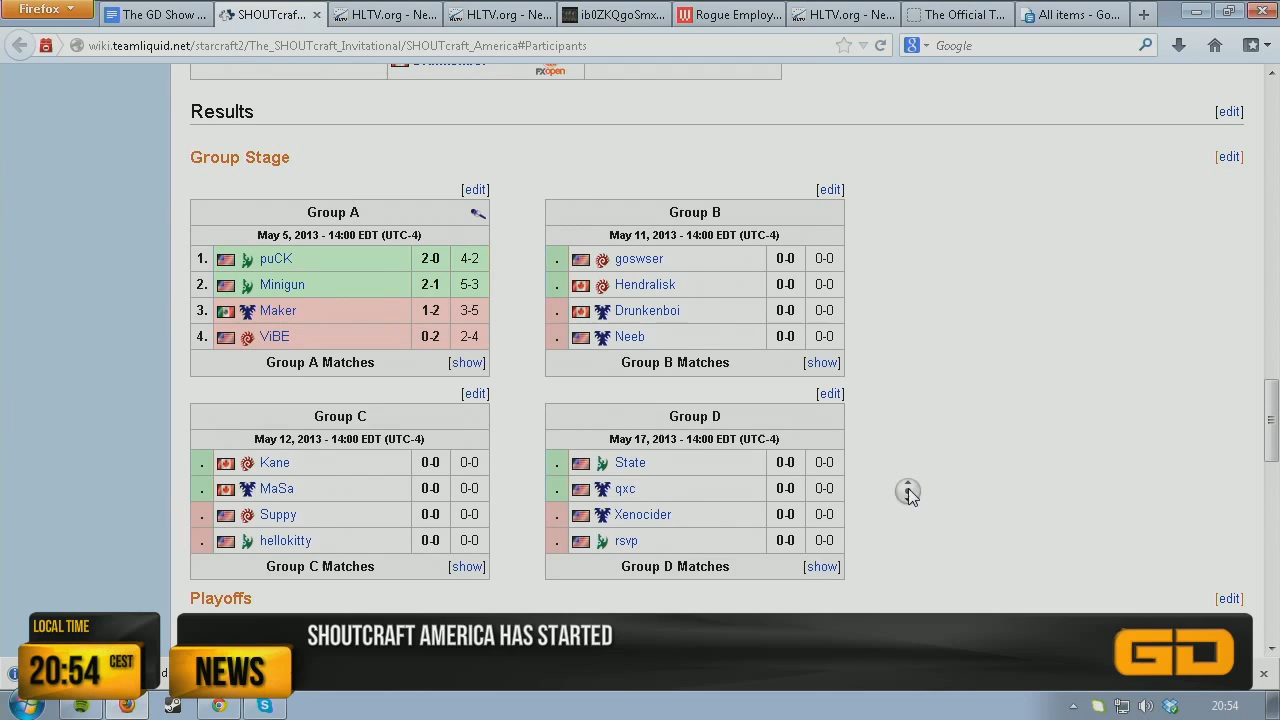 Firefox
The GD Show ...
SHOUTcraf...
HLTV.org - Ne...
HLTV.org - Ne...
ib0ZKQgoSmx...
Rogue Employ...
HLTV.org - Ne...
The Official T...
All items - Go...
wiki.teamliquid.net/starcraft2/The_SHOUTcraft_Invitational/SHOUTcraft_America#Participants
Google
FXOpen
Results [edit]
Group Stage [edit]
[edit]
Group A
May 5, 2013 - 14:00 EDT (UTC-4)
1. puCK 2-0 4-2
2. Minigun 2-1 5-3
3. Maker 1-2 3-5
4. ViBE 0-2 2-4
Group A Matches [show]
[edit]
Group B
May 11, 2013 - 14:00 EDT (UTC-4)
. goswser 0-0 0-0
. Hendralisk 0-0 0-0
. Drunkenboi 0-0 0-0
. Neeb 0-0 0-0
Group B Matches [show]
[edit]
Group C
May 12, 2013 - 14:00 EDT (UTC-4)
. Kane 0-0 0-0
. MaSa 0-0 0-0
. Suppy 0-0 0-0
. hellokitty 0-0 0-0
Group C Matches [show]
[edit]
Group D
May 17, 2013 - 14:00 EDT (UTC-4)
. State 0-0 0-0
. qxc 0-0 0-0
. Xenocider 0-0 0-0
. rsvp 0-0 0-0
Group D Matches [show]
Playoffs [edit]
LOCAL TIME
20:54 CEST
NEWS
SHOUTCRAFT AMERICA HAS STARTED
GD
20:54